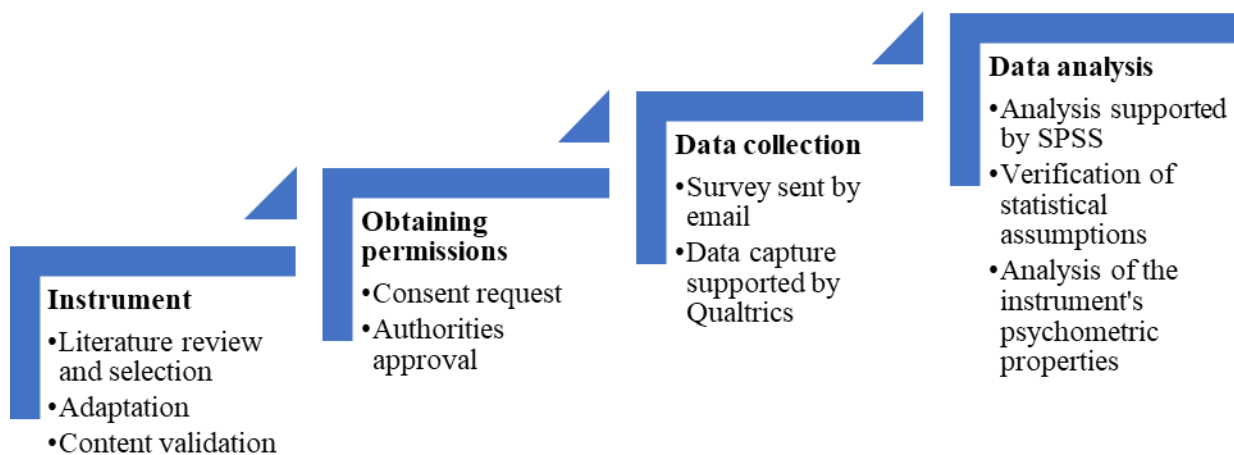 Instrument
•Literature review
and selection
•Adaptation
•Content validation
Obtaining
permissions
•Consent request
•Authorities
approval
Data collection
•Survey sent by
email
•Data capture
supported by
Qualtrics
Data analysis
•Analysis supported
by SPSS
•Verification of
statistical
assumptions
•Analysis of the
instrument's
psychometric
properties